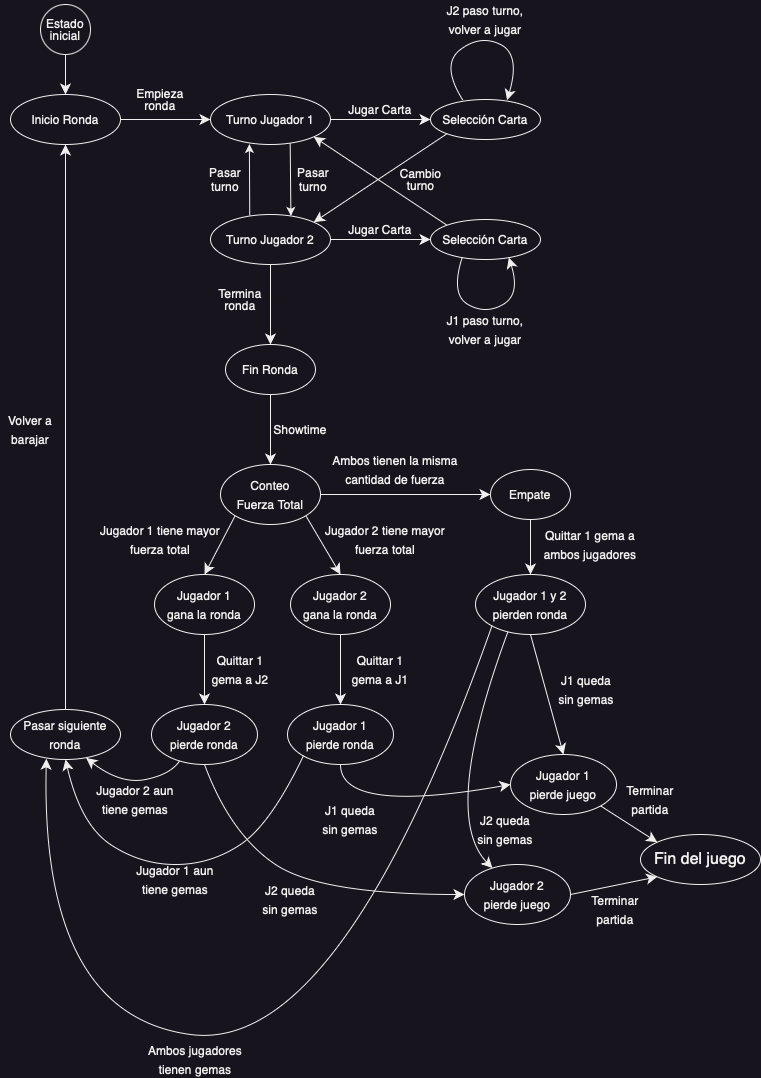 J2 paso turno,
volver a jugar
Estado
inicial
Empieza
ronda
Jugar Carta
Inicio Ronda
Turno Jugador 1
Selección Carta
Pasar
turno
Pasar
turno
Cambio
turno
Jugar Carta
Turno Jugador 2
Selección Carta
Termina
ronda
J1 paso turno,
volver a jugar
Fin Ronda
Volver a
barajar
Showtime
Ambos tienen la misma
cantidad de fuerza
Conteo
Fuerza Total
Empate
Jugador 1 tiene mayor
fuerza total
Jugador 2 tiene mayor
fuerza total
Quittar 1 gema a
ambos jugadores
Jugador 1
gana la ronda
Jugador 2
gana la ronda
Jugador 1 y 2
pierden ronda
Quittar 1
gema a J2
Quittar 1
gema a J1
J1 queda
sin gemas
Pasar siguiente
ronda
Jugador 2
pierde ronda
Jugador 1
pierde ronda
Jugador 1
pierde juego
Jugador 2 aun
tiene gemas
J1 queda
sin gemas
J2 queda
sin gemas
Terminar
partida
Fin del juego
Jugador 1 aun
tiene gemas
J2 queda
sin gemas
Jugador 2
pierde juego
Terminar
partida
Ambos jugadores
tienen gemas